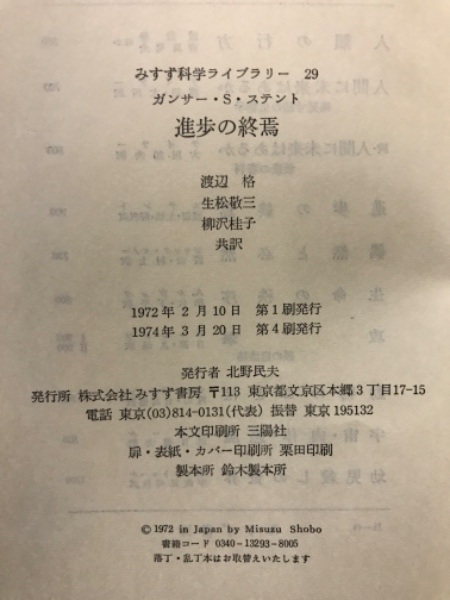 みすず科学ライブラリー 29
ガンサー・S・ステント
進歩の終焉
渡辺 格
生松敬三
柳沢桂子
共訳
1972年 2月10日 第1刷発行
1974年 3月20日 第4刷発行
発行者 北野民夫
発行所 株式会社 みすず書房 〒113 東京都文京区本郷3丁目17-15
電話 東京(03)814-0131(代表) 振替 東京195132
本文印刷所 三陽社
扉・表紙・カバー印刷所 栗田印刷
製本所 鈴木製本所
© 1972 in Japan by Misuzu Shobo
書籍コード 0340-13293-8005
落丁・乱丁本はお取替えいたします